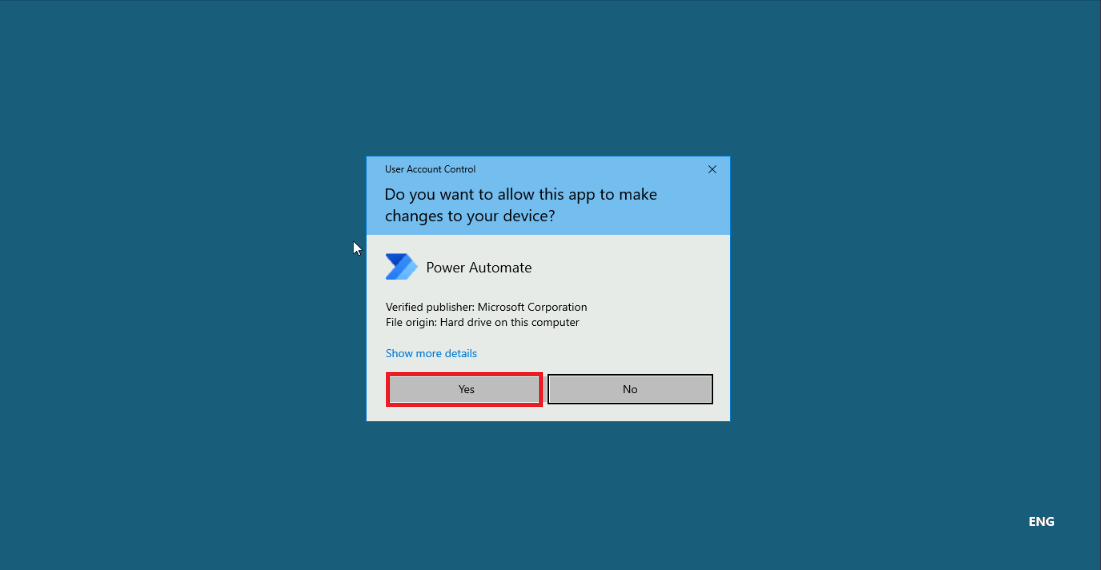 User Account Control
Do you want to allow this app to make
changes to your device?
Power Automate
Verified publisher: Microsoft Corporation
File origin: Hard drive on this computer
Show more details
Yes
No
ENG